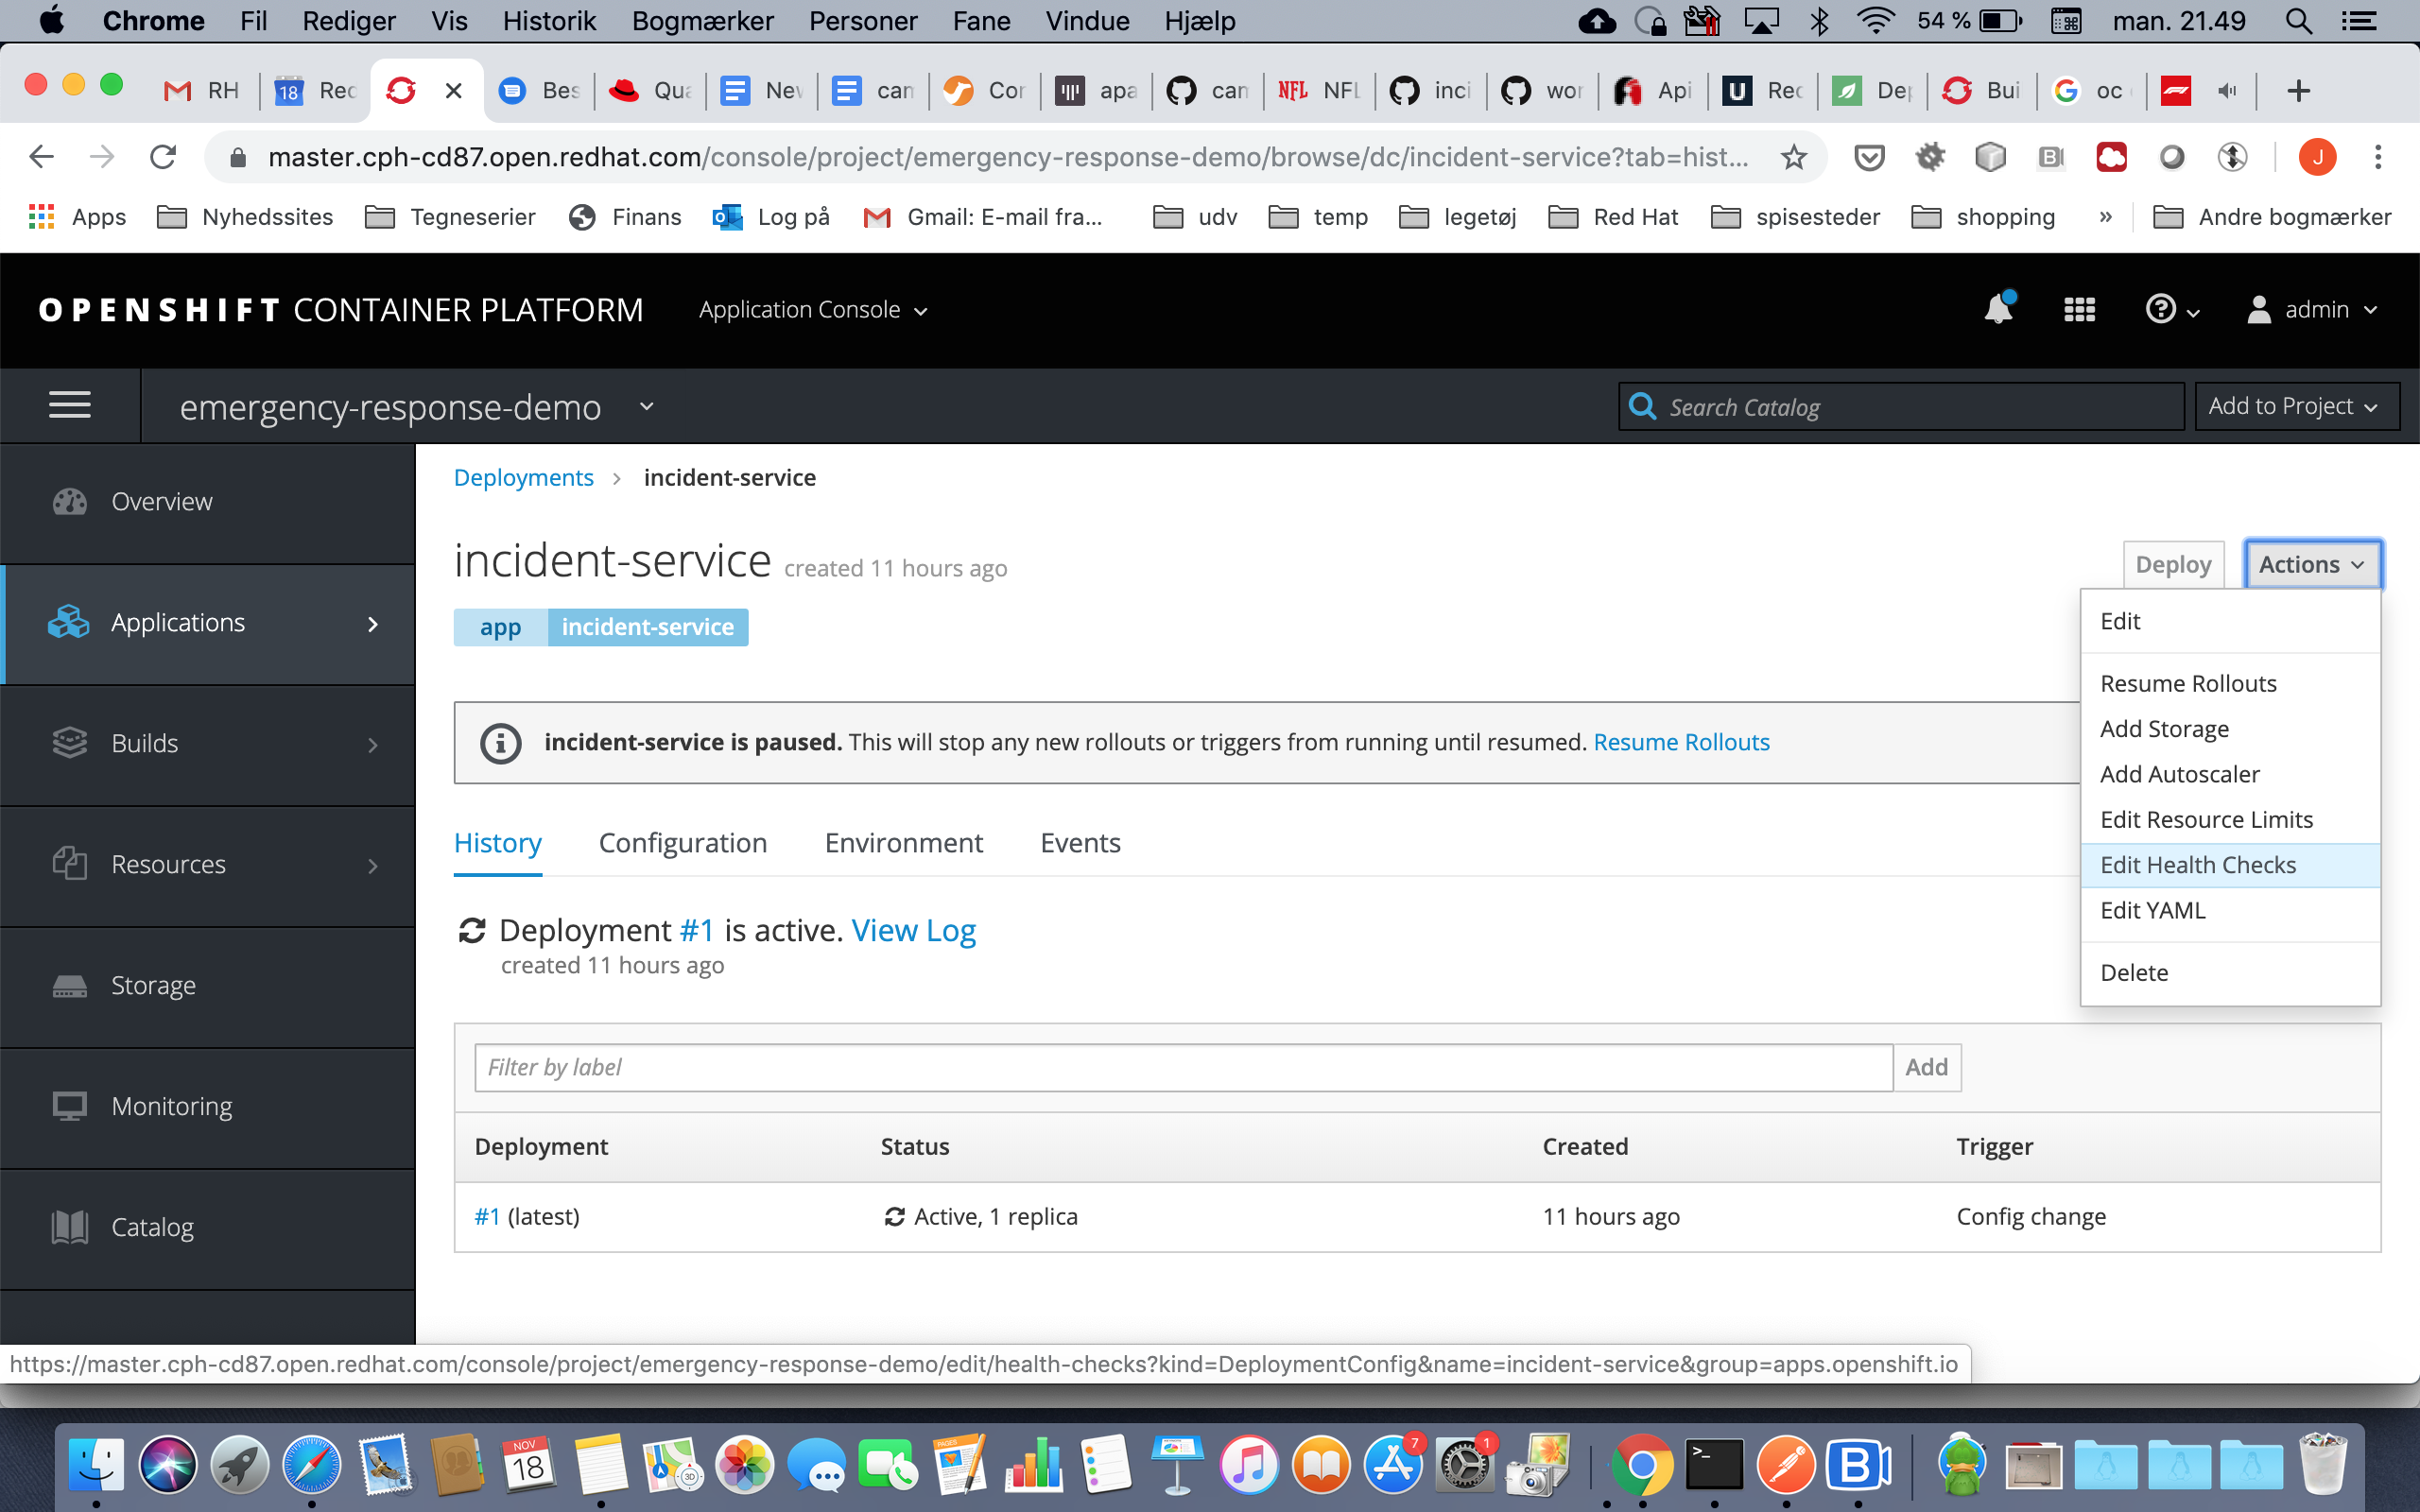 Chrome Fil Rediger Vis Historik Bogmærker Personer Fane Vindue Hjælp 54 % man. 21.49
RH 18 Rec Bes Qua New can Cor apa can NFL NFL inci wor Api U Rec Dep Bui oc
master.cph-cd87.open.redhat.com/console/project/emergency-response-demo/browse/dc/incident-service?tab=hist... J
Apps Nyhedssites Tegneserier Finans Log på Gmail: E-mail fra... udv temp legetøj Red Hat spisesteder shopping » Andre bogmærker
OPENSHIFT CONTAINER PLATFORM Application Console admin
emergency-response-demo Search Catalog Add to Project
Overview
Applications
Builds
Resources
Storage
Monitoring
Catalog
Deployments > incident-service
incident-service created 11 hours ago
Deploy Actions
app incident-service
Edit
Resume Rollouts
Add Storage
Add Autoscaler
Edit Resource Limits
Edit Health Checks
Edit YAML
Delete
incident-service is paused. This will stop any new rollouts or triggers from running until resumed. Resume Rollouts
History Configuration Environment Events
Deployment #1 is active. View Log
created 11 hours ago
Filter by label Add
Deployment Status Created Trigger
#1 (latest) Active, 1 replica 11 hours ago Config change
https://master.cph-cd87.open.redhat.com/console/project/emergency-response-demo/edit/health-checks?kind=DeploymentConfig&name=incident-service&group=apps.openshift.io
NOV
18
PAGES
3D
7
1
>_
B